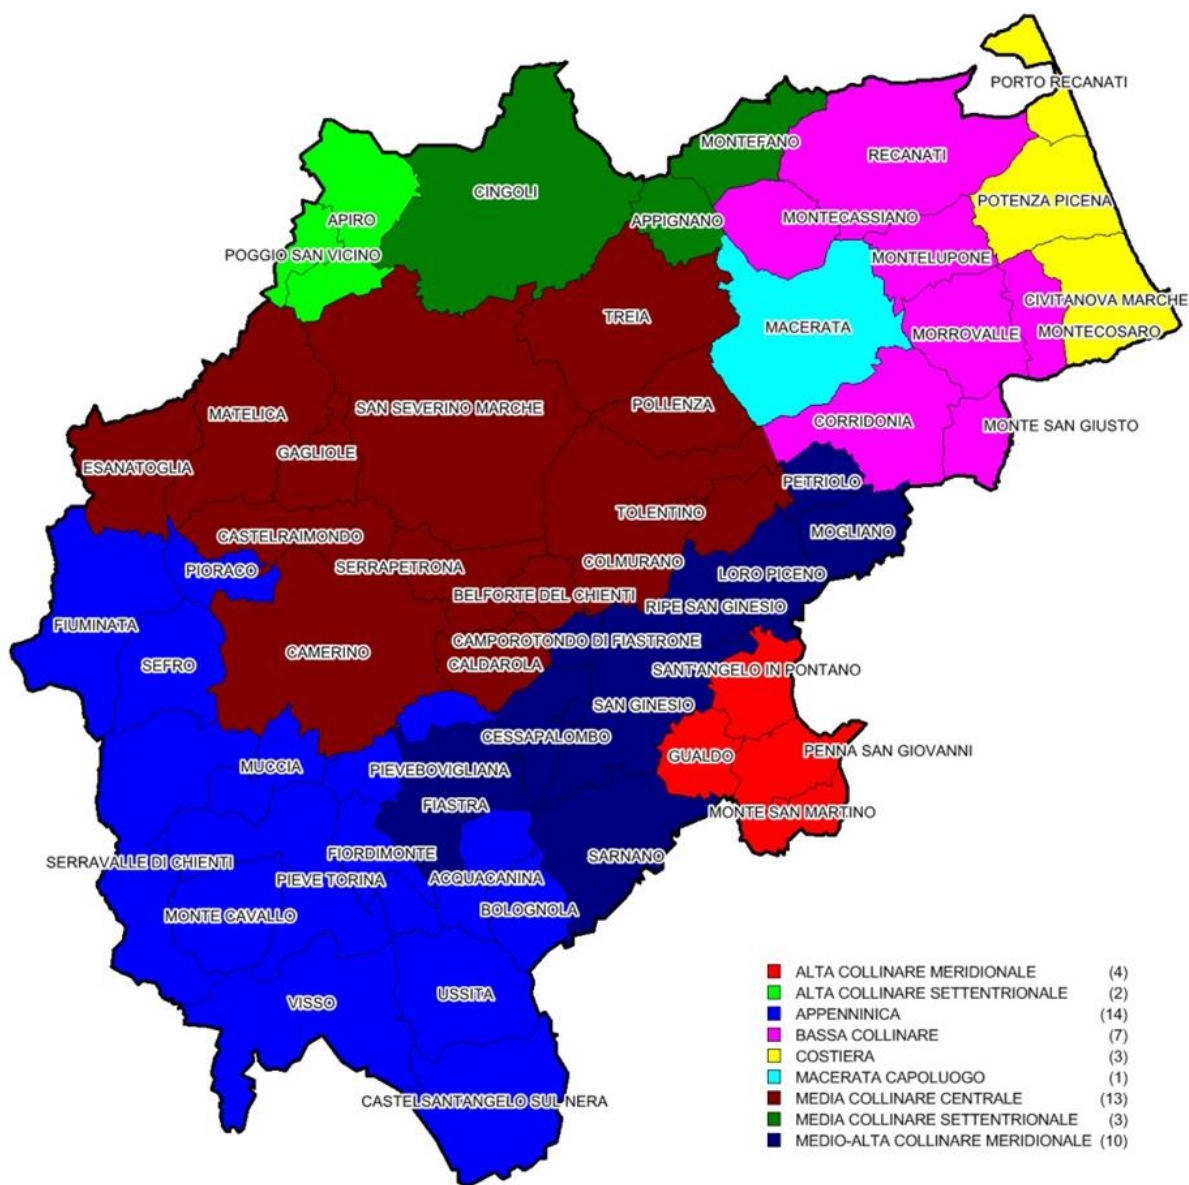 PORTO RECANATI
MONTEFANO
RECANATI
CINGOLI
POTENZA PICENA
APIRO
APPIGNANO
MONTECASSIANO
POGGIO SAN VICINO
MONTELUPONE
CIVITANOVA MARCHE
TREIA
MACERATA
MORROVALLE
MONTECOSARO
POLLENZA
MATELICA
SAN SEVERINO MARCHE
CORRIDONIA
MONTE SAN GIUSTO
GAGLIOLE
ESANATOGLIA
PETRIOLO
TOLENTINO
MOGLIANO
CASTELRAIMONDO
COLMURANO
SERRAPETRONA
PIORACO
LORO PICENO
BELFORTE DEL CHIENTI
RIPE SAN GINESIO
FIUMINATA
CAMPOROTONDO DI FIASTRONE
CAMERINO
SEFRO
CALDAROLA
SANT'ANGELO IN PONTANO
SAN GINESIO
CESSAPALOMBO
GUALDO
PENNA SAN GIOVANNI
MUCCIA
PIEVEBOVIGLIANA
FIASTRA
MONTE SAN MARTINO
FIORDIMONTE
SARNANO
SERRAVALLE DI CHIENTI
PIEVE TORINA
ACQUACANINA
BOLOGNOLA
MONTE CAVALLO
USSITA
VISSO
CASTELSANTANGELO SUL NERA
ALTA COLLINARE MERIDIONALE (4)
ALTA COLLINARE SETTENTRIONALE (2)
APPENNINICA (14)
BASSA COLLINARE (7)
COSTIERA (3)
MACERATA CAPOLUOGO (1)
MEDIA COLLINARE CENTRALE (13)
MEDIA COLLINARE SETTENTRIONALE (3)
MEDIO-ALTA COLLINARE MERIDIONALE (10)